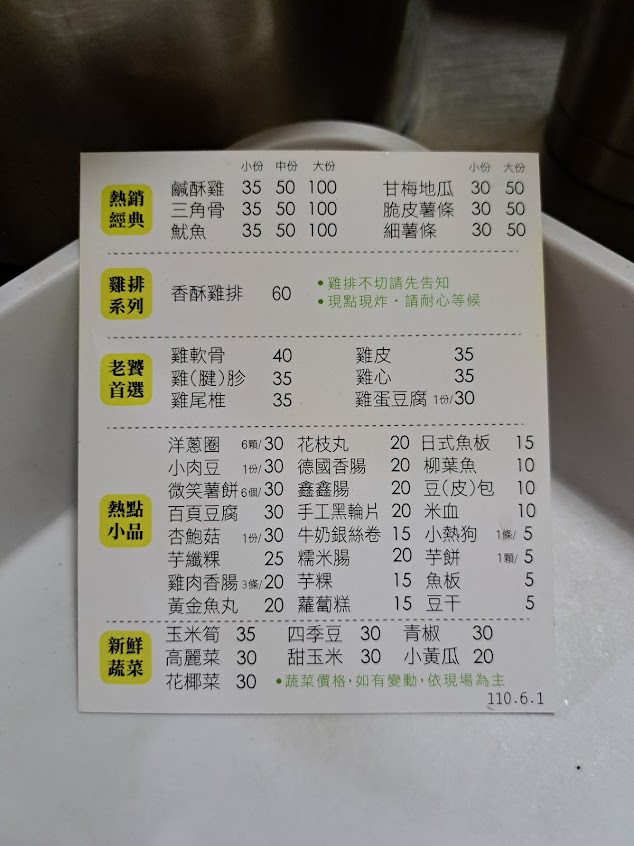 小份 中份 大份 小份 大份
熱銷經典
鹹酥雞 35 50 100 甘梅地瓜 30 50
三角骨 35 50 100 脆皮薯條 30 50
魷魚 35 50 100 細薯條 30 50
雞排系列
香酥雞排 60
•雞排不切請先告知
•現點現炸·請耐心等候
老饕首選
雞軟骨 40 雞皮 35
雞(腱)胗 35 雞心 35
雞尾椎 35 雞蛋豆腐 1份/30
熱點小品
洋蔥圈 6顆/30 花枝丸 20 日式魚板 15
小肉豆 1份/30 德國香腸 20 柳葉魚 10
微笑薯餅 6個/30 鑫鑫腸 20 豆(皮)包 10
百頁豆腐 30 手工黑輪片 20 米血 10
杏鮑菇 1份/30 牛奶銀絲卷 15 小熱狗 1條/5
芋纖粿 25 糯米腸 20 芋餅 1顆/5
雞肉香腸 3條/20 芋粿 15 魚板 5
黃金魚丸 20 蘿蔔糕 15 豆干 5
新鮮蔬菜
玉米筍 35 四季豆 30 青椒 30
高麗菜 30 甜玉米 30 小黃瓜 20
花椰菜 30 •蔬菜價格,如有變動,依現場為主
110.6.1